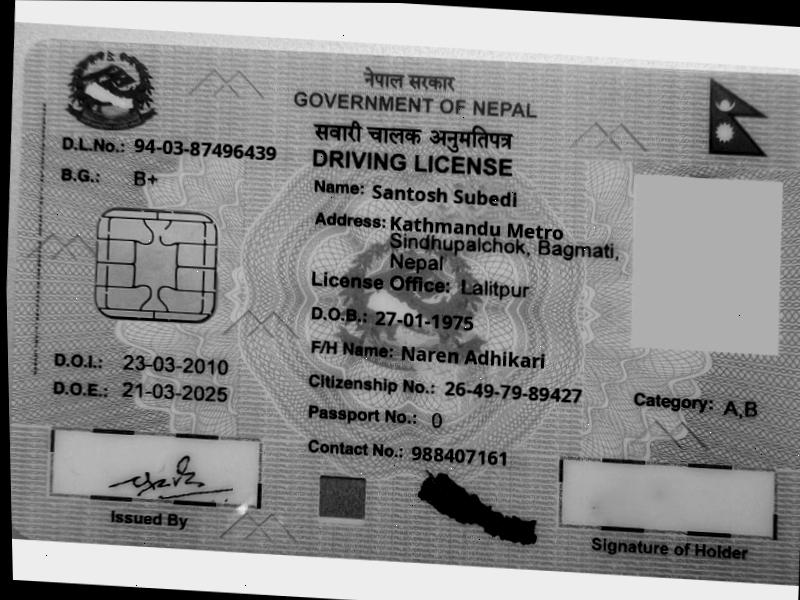 नेपाल सरकार
GOVERNMENT OF NEPAL
सवारी चालक अनुमतिपत्र
DRIVING LICENSE
D.L.No.: 94-03-87496439
B.G.: B+
Name: Santosh Subedi
Address: Kathmandu Metro
Sindhupalchok, Bagmati,
Nepal
License Office: Lalitpur
D.O.B.: 27-01-1975
F/H Name: Naren Adhikari
D.O.I.: 23-03-2010
D.O.E.: 21-03-2025
Citizenship No.: 26-49-79-89427
Category: A,B
Passport No.: 0
Contact No.: 988407161
Issued By
Signature of Holder